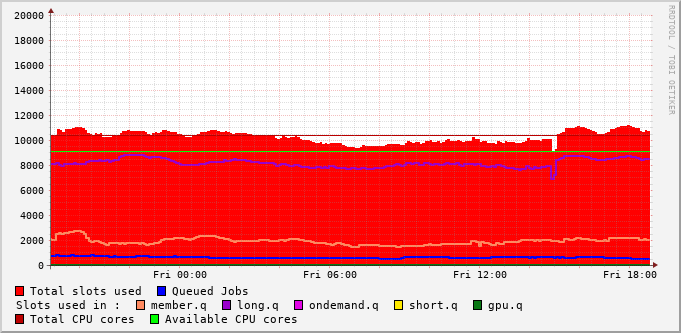 20000
18000
16000
14000
12000
10000
8000
6000
4000
2000
0
Fri 00:00 Fri 06:00 Fri 12:00 Fri 18:00
RRDTOOL / TOBI OETIKER
Total slots used Queued Jobs
Slots used in : member.q long.q ondemand.q short.q gpu.q
Total CPU cores Available CPU cores